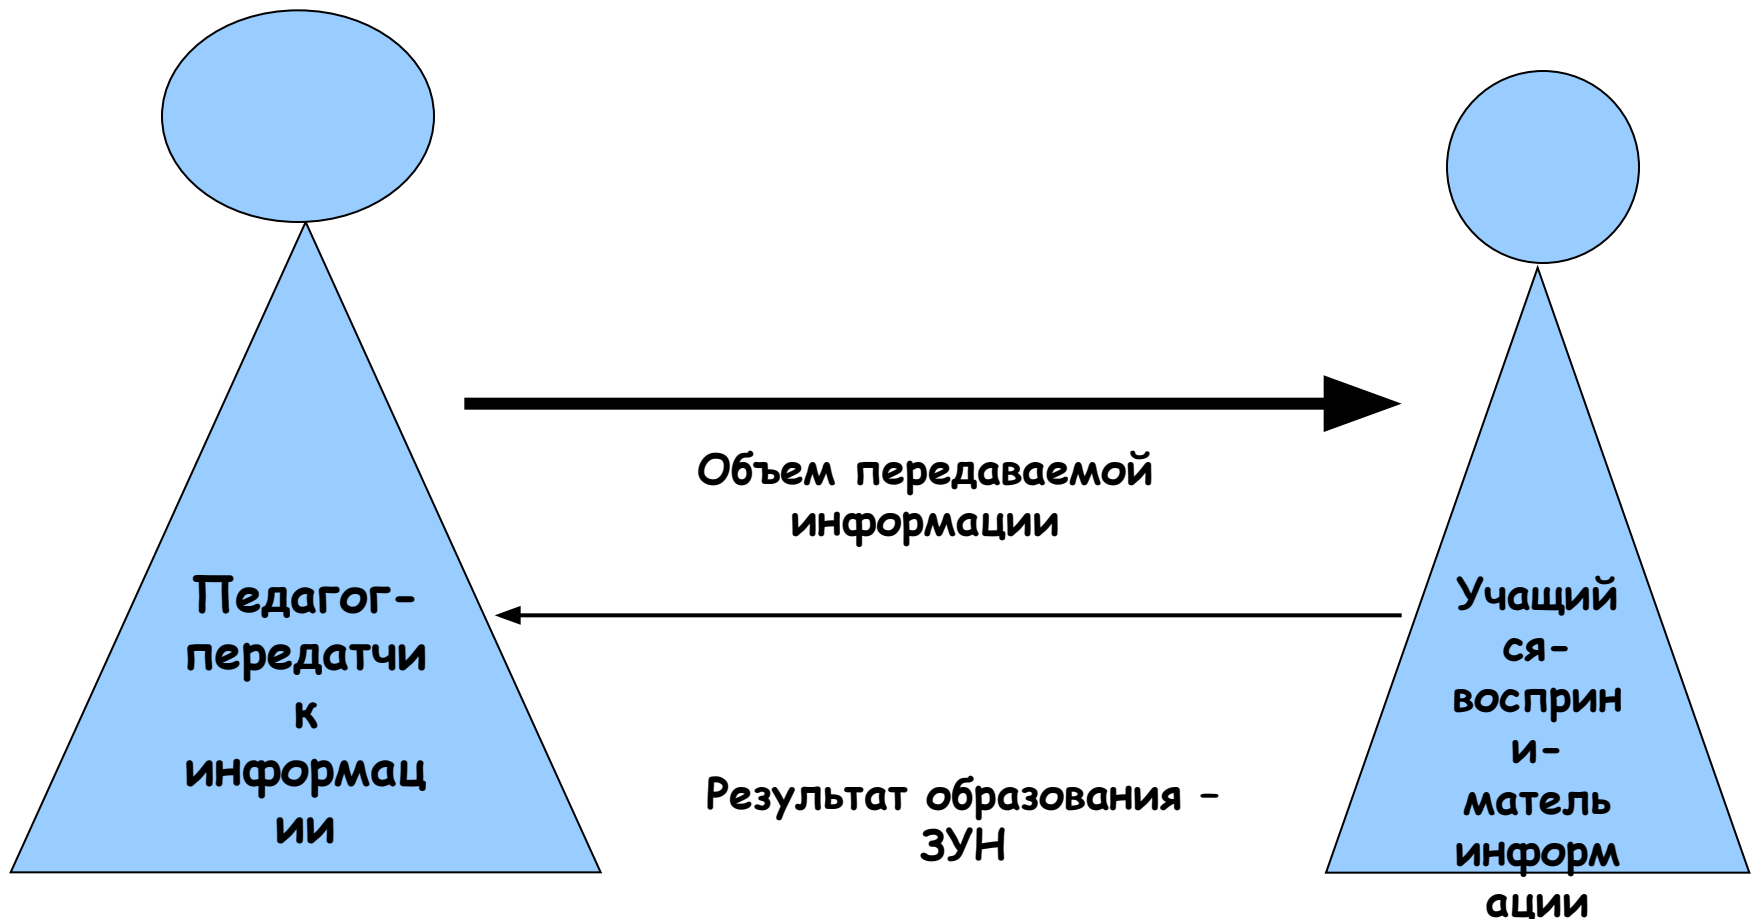 Объем передаваемой
информации
Педагог-
передатчи
к
информац
ии
Учащий
ся-
восприн
и-
матель
информ
ации
Результат образования –
ЗУН